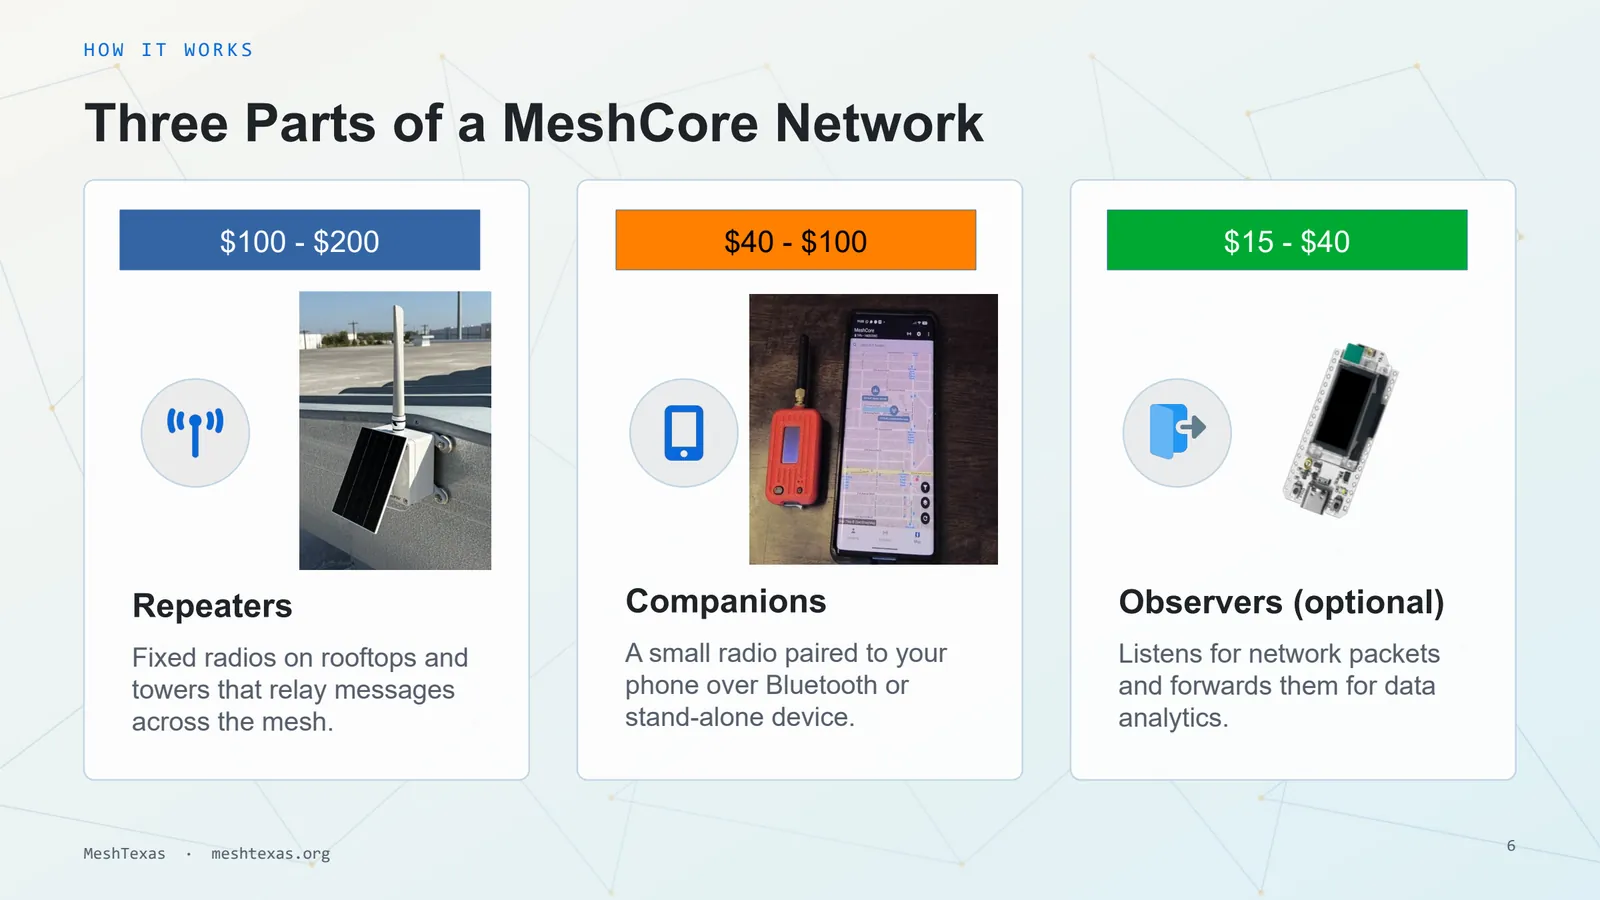 HOW IT WORKS
Three Parts of a MeshCore Network
$100 - $200
Repeaters
Fixed radios on rooftops and
towers that relay messages
across the mesh.
$40 - $100
MeshCore
Companions
A small radio paired to your
phone over Bluetooth or
stand-alone device.
$15 - $40
Observers (optional)
Listens for network packets
and forwards them for data
analytics.
MeshTexas · meshtexas.org
6